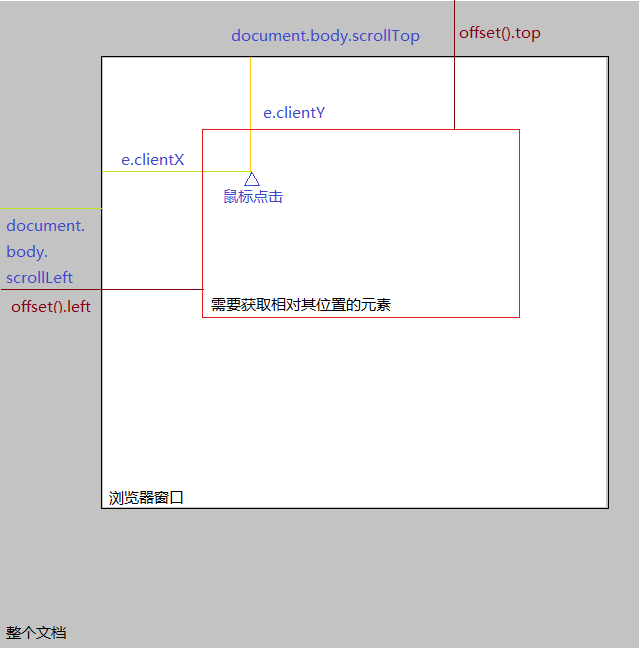 document.body.scrollTop
offset().top
e.clientY
e.clientX
鼠标点击
document.
body.
scrollLeft
offset().left
需要获取相对其位置的元素
浏览器窗口
整个文档